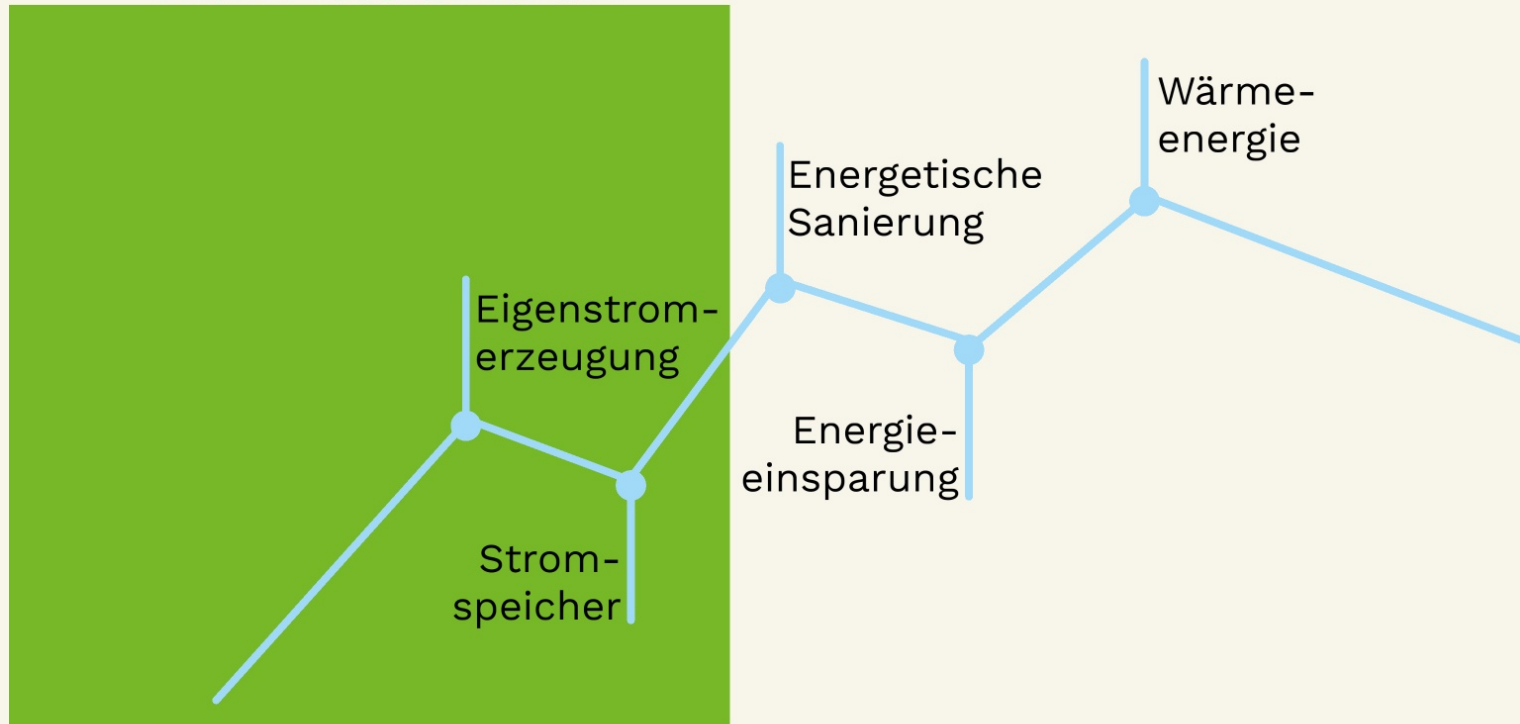 Eigenstrom-
erzeugung
Strom-
speicher
Energetische
Sanierung
Energie-
einsparung
Wärme-
energie